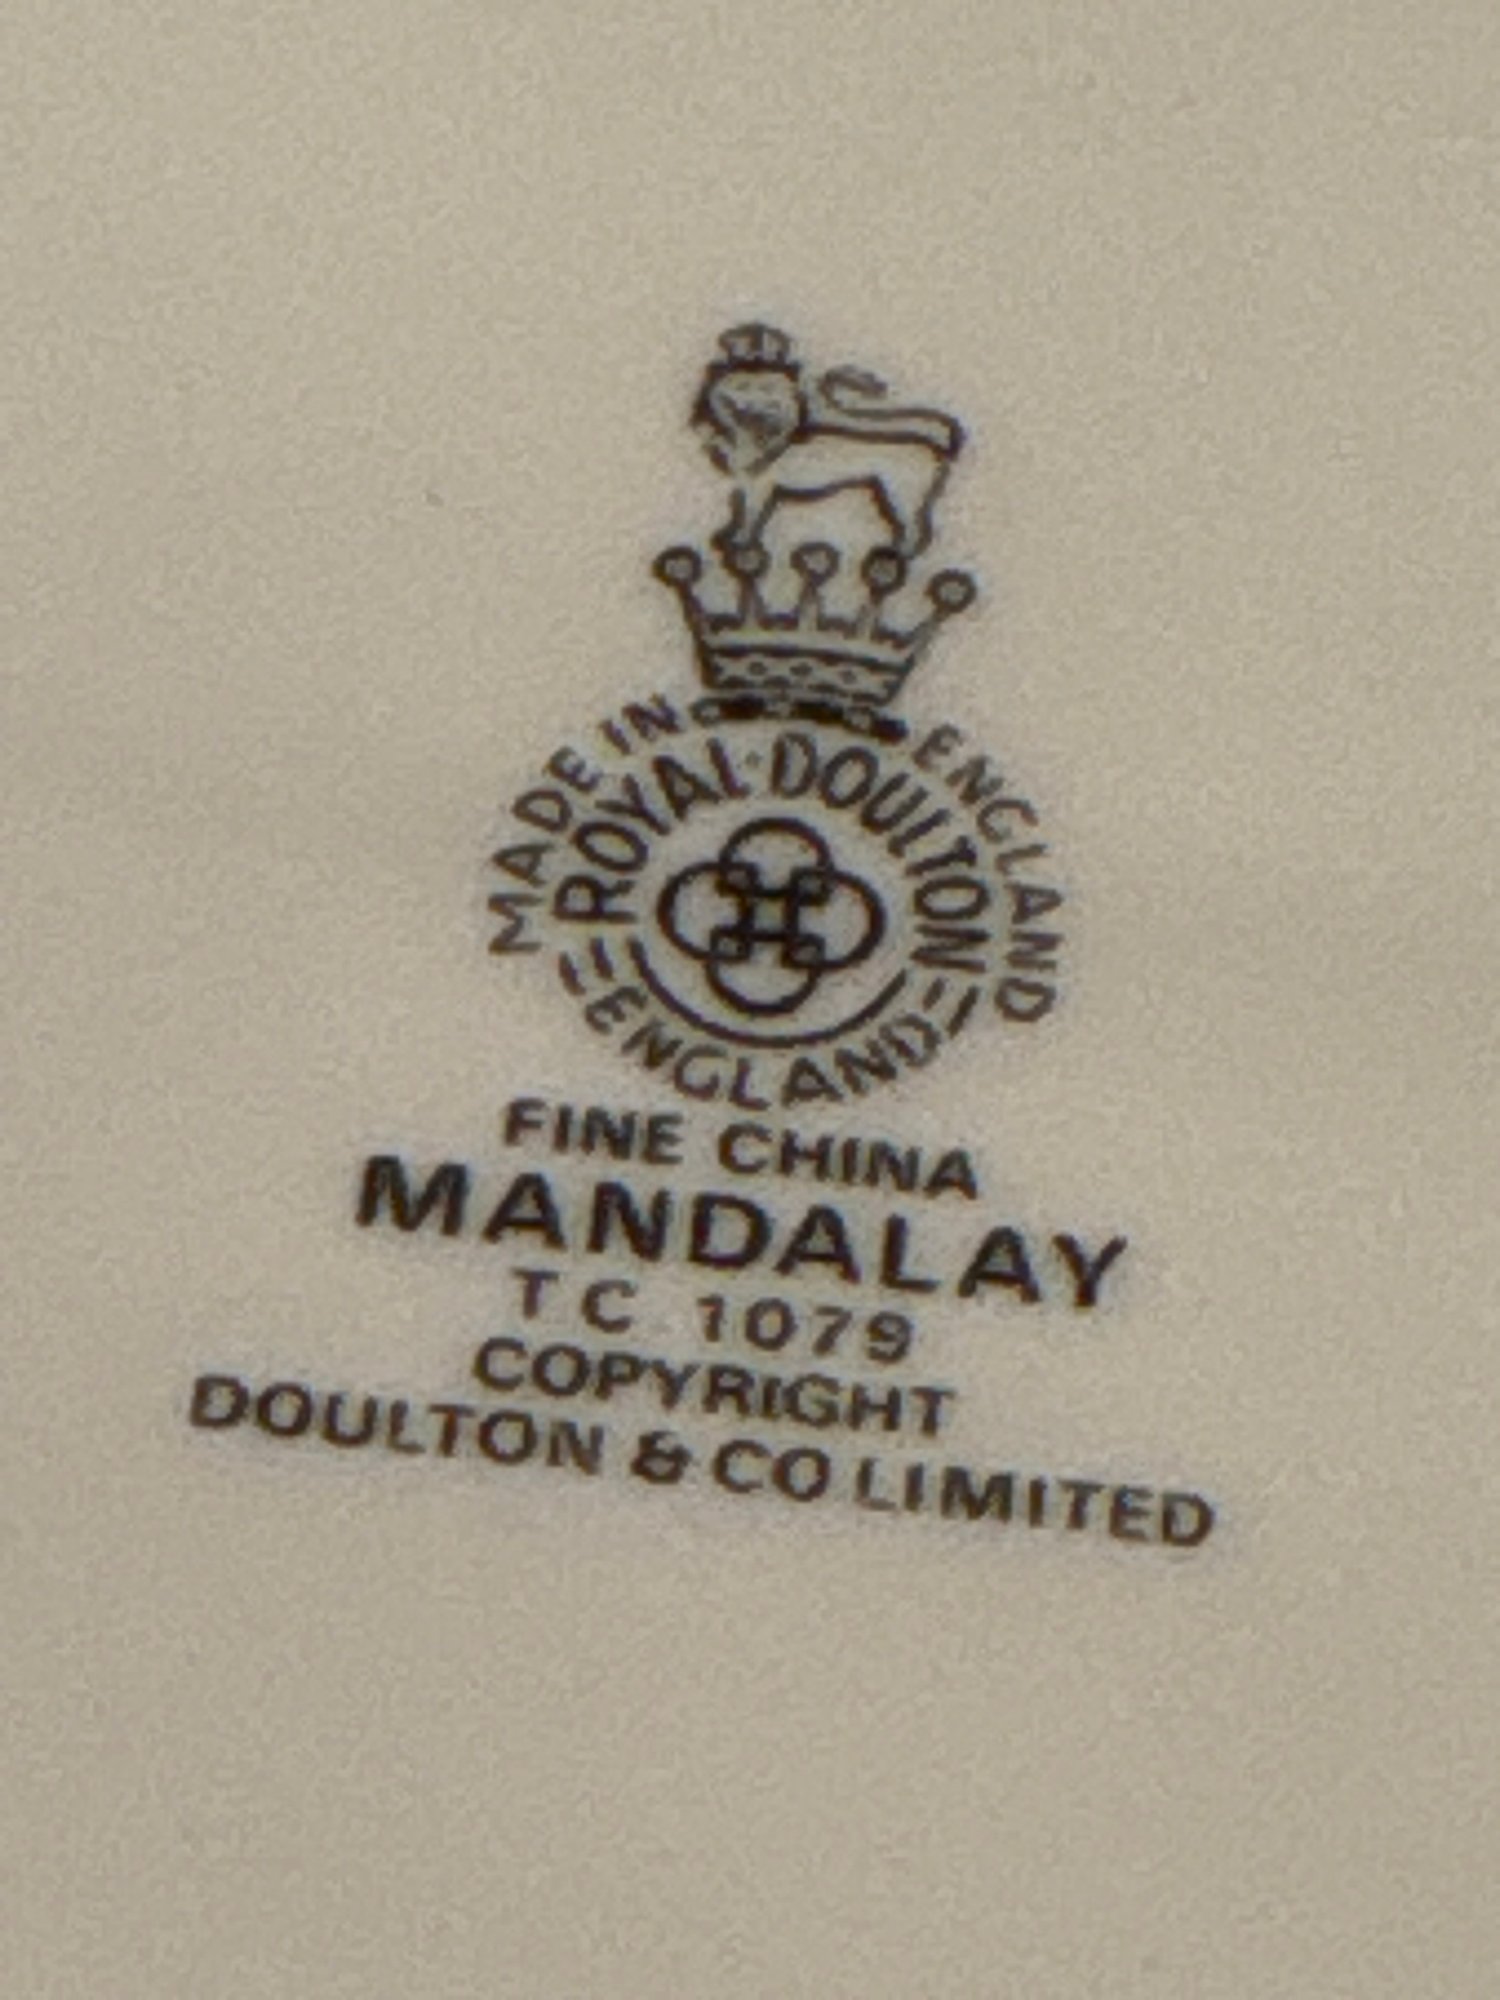 MADE IN ENGLAND
ROYAL·DOULTON
ENGLAND
FINE CHINA
MANDALAY
TC 1079
COPYRIGHT
DOULTON & CO LIMITED